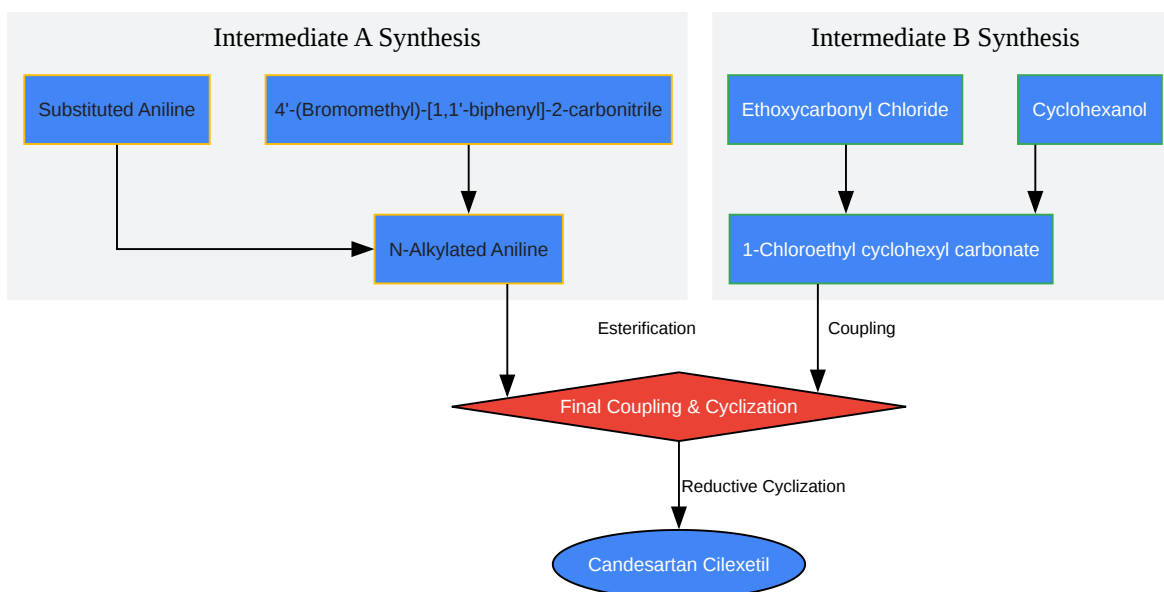 Intermediate A Synthesis
Intermediate B Synthesis
Substituted Aniline
4'-(Bromomethyl)-[1,1'-biphenyl]-2-carbonitrile
Ethoxycarbonyl Chloride
Cyclohexanol
N-Alkylated Aniline
1-Chloroethyl cyclohexyl carbonate
Esterification
Coupling
Final Coupling & Cyclization
Reductive Cyclization
Candesartan Cilexetil